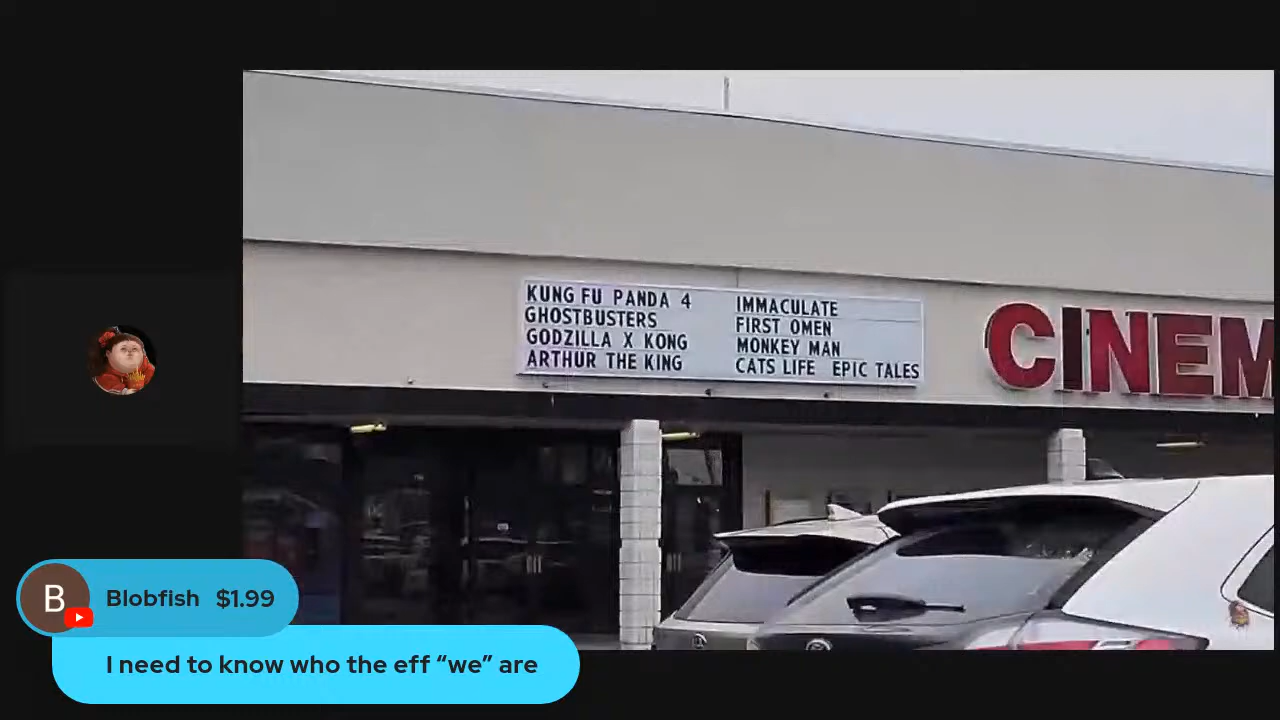 KUNG FU PANDA 4
GHOSTBUSTERS
GODZILLA X KONG
ARTHUR THE KING
IMMACULATE
FIRST OMEN
MONKEY MAN
CATS LIFE EPIC TALES
CINEM
B
Blobfish $1.99
I need to know who the eff “we” are